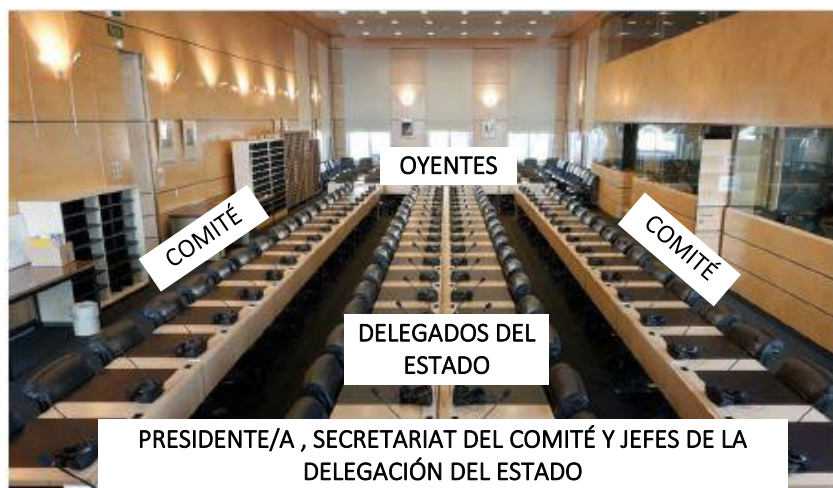 OYENTES
COMITÉ
COMITÉ
DELEGADOS DEL
ESTADO
PRESIDENTE/A , SECRETARIAT DEL COMITÉ Y JEFES DE LA
DELEGACIÓN DEL ESTADO